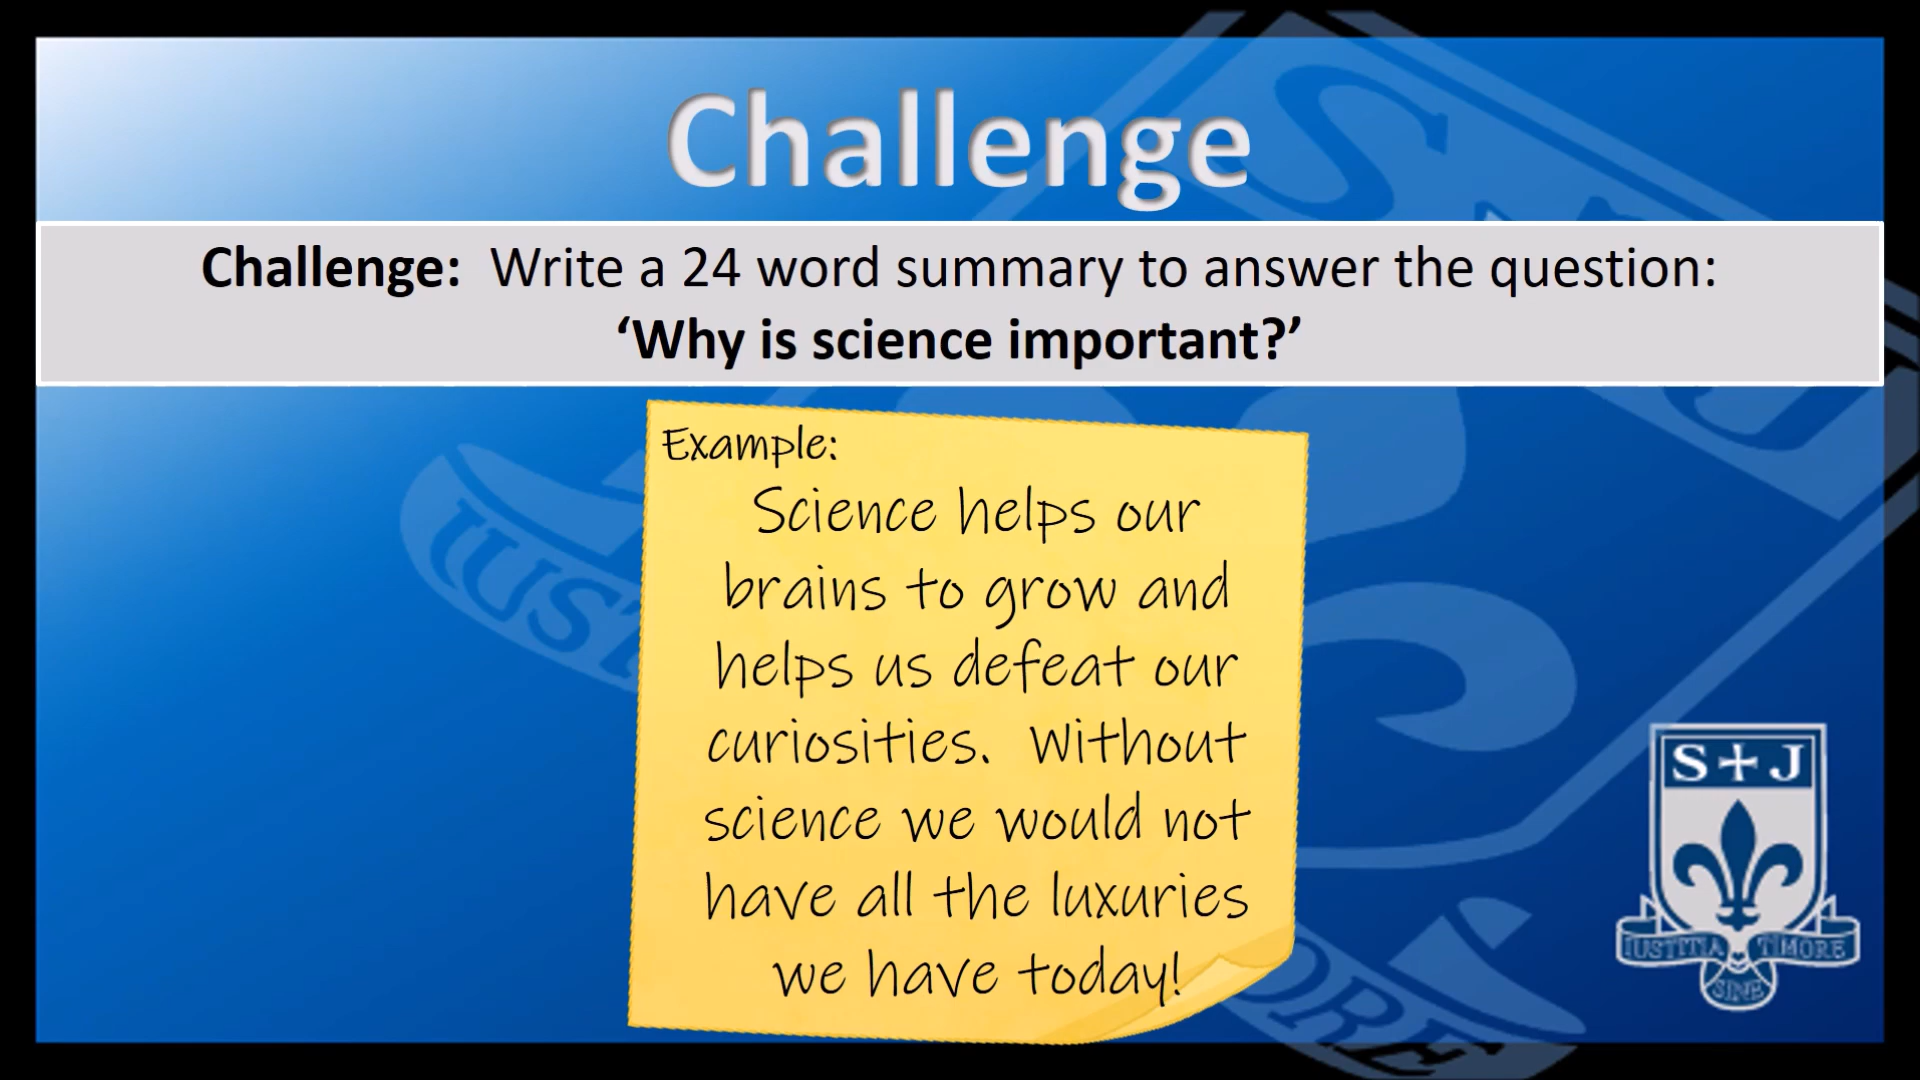 Challenge
Challenge: Write a 24 word summary to answer the question:
‘Why is science important?’
Example:
Science helps our
brains to grow and
helps us defeat our
curiosities. Without
science we would not
have all the luxuries
we have today!
S J
IUSTITIA TIMORE
SINE